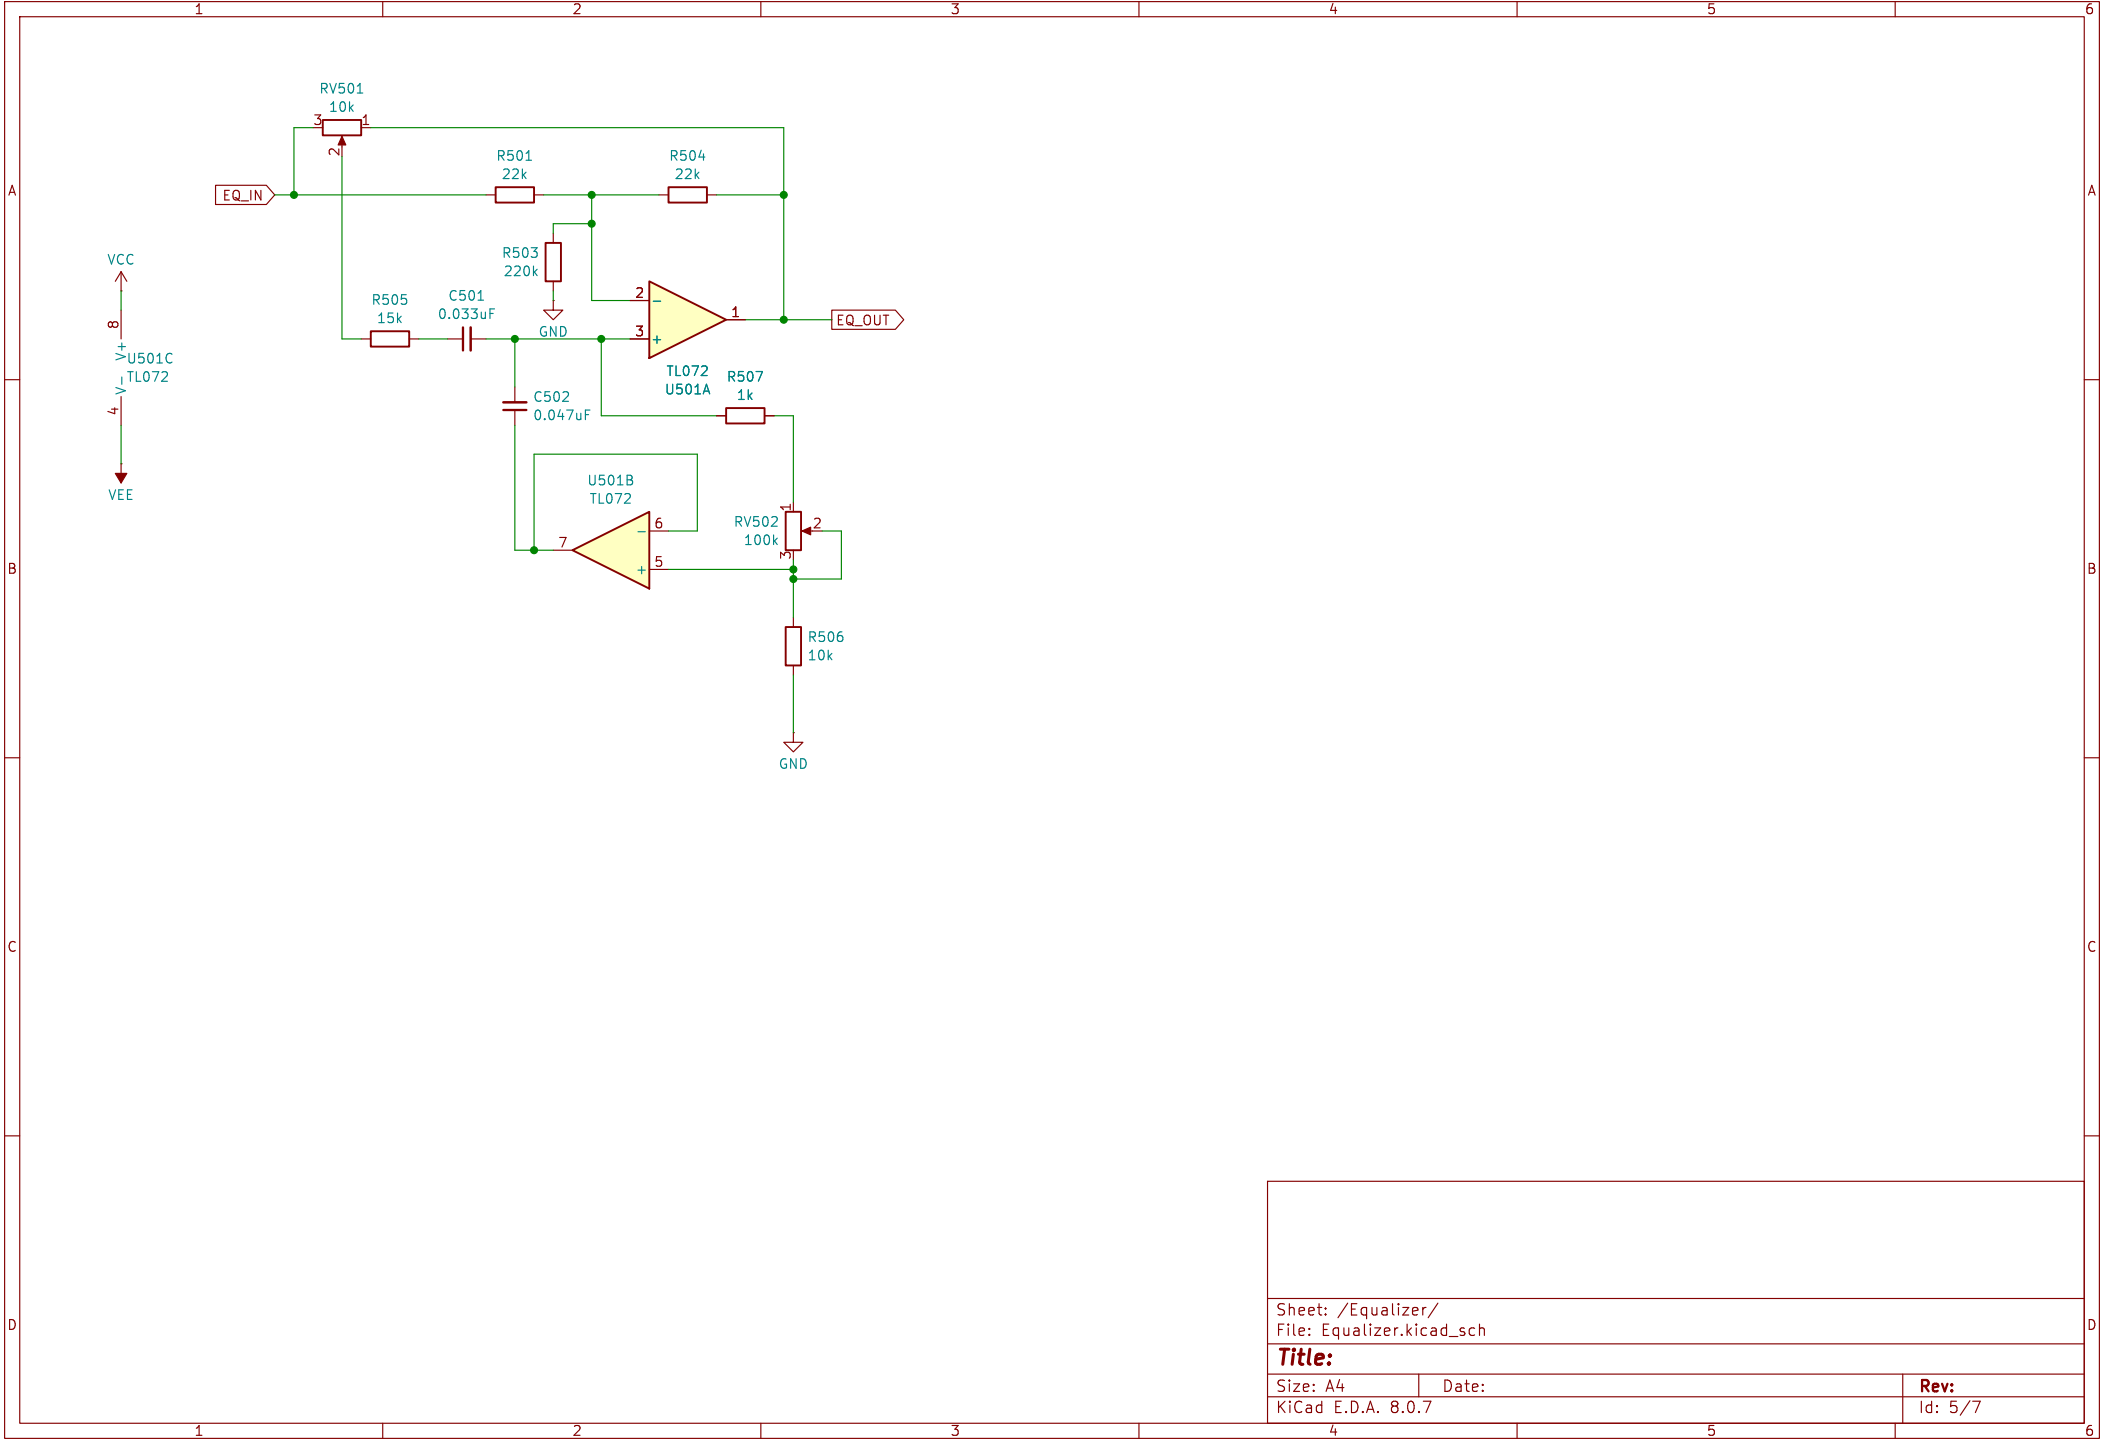 1 2 3 4 5 6
RV501
10k
3 1
2
R501
22k
R504
22k
A A
EQ_IN
R503
220k
VCC
2
−
R505
15k
C501
0.033uF
1
EQ_OUT
8
GND
3
+
V+
U501C
TL072
V−
4
TL072
U501A
R507
1k
C502
0.047uF
VEE
U501B
TL072
1
RV502
100k
2
6
−
7
3
5
+
B B
R506
10k
GND
C C
Sheet: /Equalizer/
File: Equalizer.kicad_sch
D D
Title:
Size: A4 Date: Rev:
KiCad E.D.A. 8.0.7 Id: 5/7
1 2 3 4 5 6